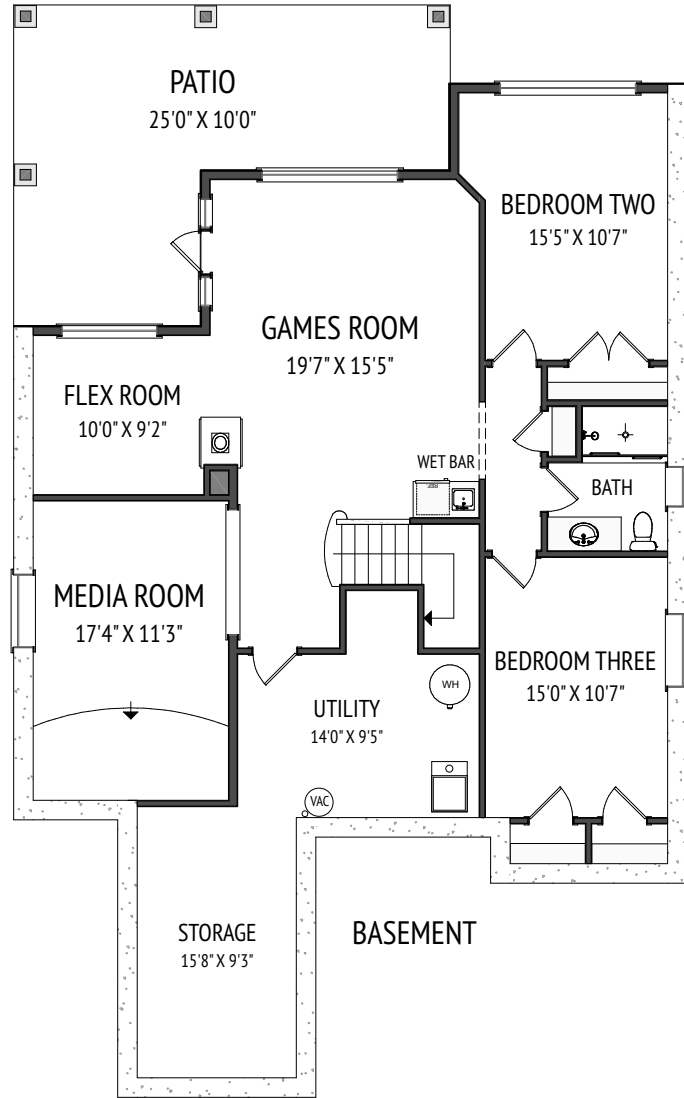 PATIO
25'0" X 10'0"
BEDROOM TWO
15'5" X 10'7"
GAMES ROOM
19'7" X 15'5"
FLEX ROOM
10'0" X 9'2"
WET BAR
BATH
MEDIA ROOM
17'4" X 11'3"
BEDROOM THREE
15'0" X 10'7"
WH
UTILITY
14'0" X 9'5"
VAC
STORAGE
15'8" X 9'3"
BASEMENT